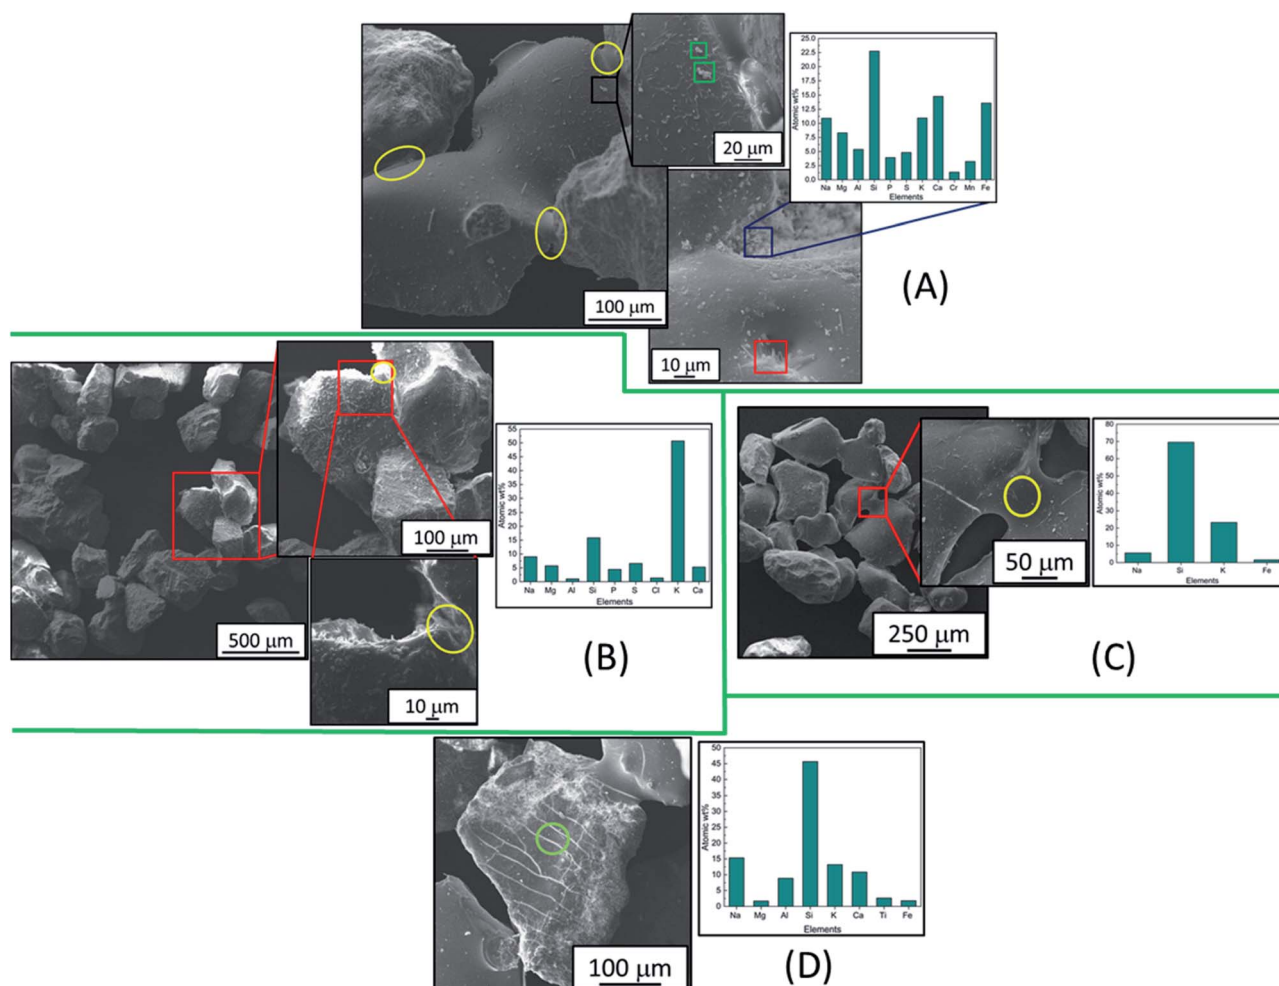 20 μm
100 μm
10 μm
Atomic wt%
25.0
22.5
20.0
17.5
15.0
12.5
10.0
7.5
5.0
2.5
0.0
Na Mg Al Si P S K Ca Cr Mn Fe
Elements
(A)
500 μm
100 μm
10 μm
Atomic wt%
55
50
45
40
35
30
25
20
15
10
5
0
Na Mg Al Si P S Cl K Ca
Elements
(B)
250 μm
50 μm
Atomic wt%
80
70
60
50
40
30
20
10
0
Na Si K Fe
Elements
(C)
100 μm
Atomic wt%
50
45
40
35
30
25
20
15
10
5
0
Na Mg Al Si K Ca Ti Fe
Elements
(D)